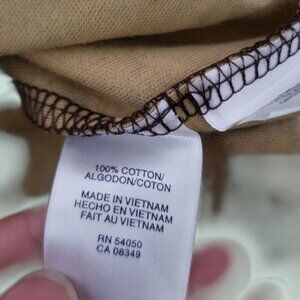 100% COTTON/
ALGODON/COTON
MADE IN VIETNAM
HECHO EN VIETNAM
FAIT AU VIETNAM
RN 54050
CA 08349